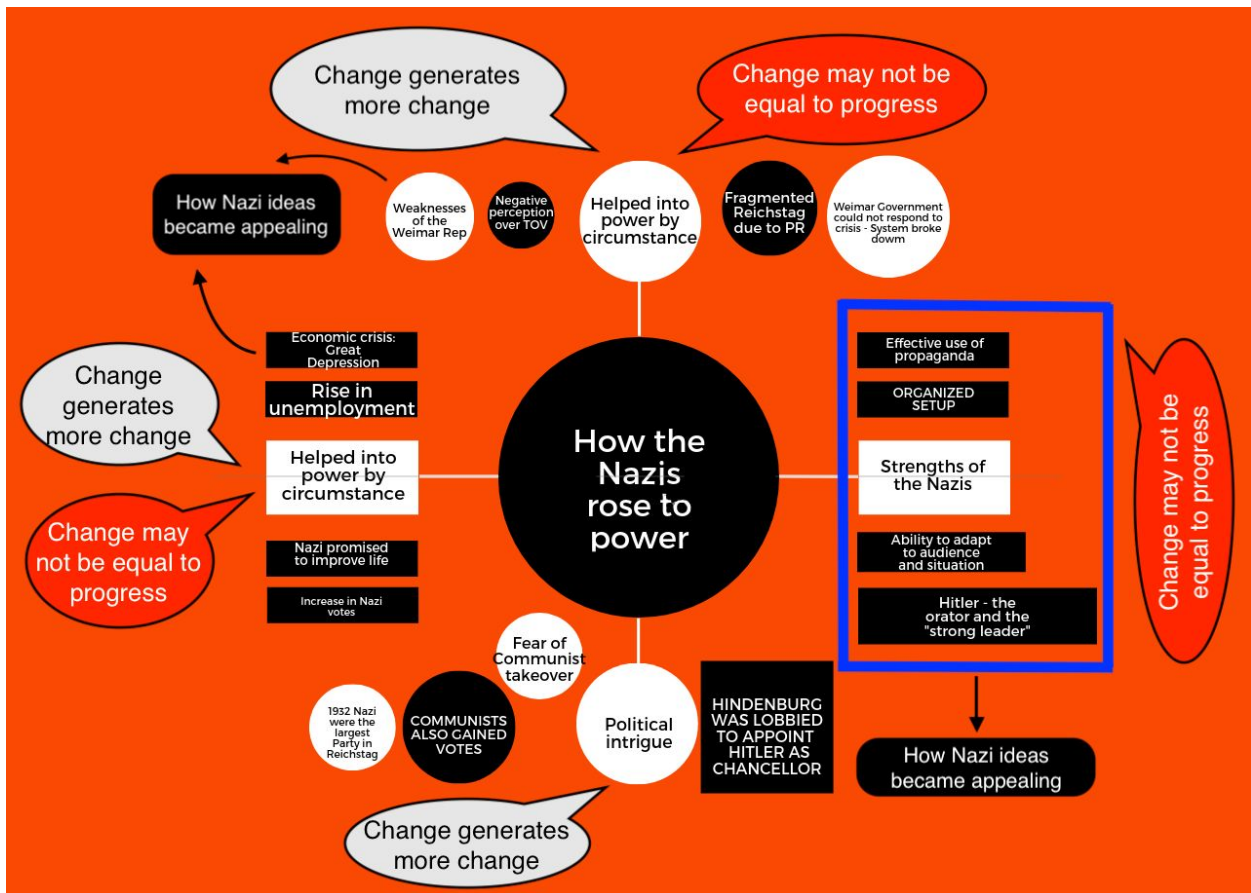 Change generates
more change
Change may not be
equal to progress
How Nazi ideas
became appealing
Weaknesses
of the
Weimar Rep
Negative
perception
over TOV
Helped into
power by
circumstance
Fragmented
Reichstag
due to PR
Weimar Government
could not respond to
crisis - System broke
dowm
Economic crisis:
Great
Depression
Rise in
unemployment
Change
generates
more change
Helped into
power by
circumstance
Change may
not be equal to
progress
Nazi promised
to improve life
Increase in Nazi
votes
How the
Nazis
rose to
power
Effective use of
propaganda
ORGANIZED
SETUP
Strengths of
the Nazis
Ability to adapt
to audience
and situation
Hitler - the
orator and the
"strong leader"
Change may not be
equal to progress
Fear of
Communist
takeover
1932 Nazi
were the
largest
Party in
Reichstag
COMMUNISTS
ALSO GAINED
VOTES
Political
intrigue
HINDENBURG
WAS LOBBIED
TO APPOINT
HITLER AS
CHANCELLOR
How Nazi ideas
became appealing
Change generates
more change